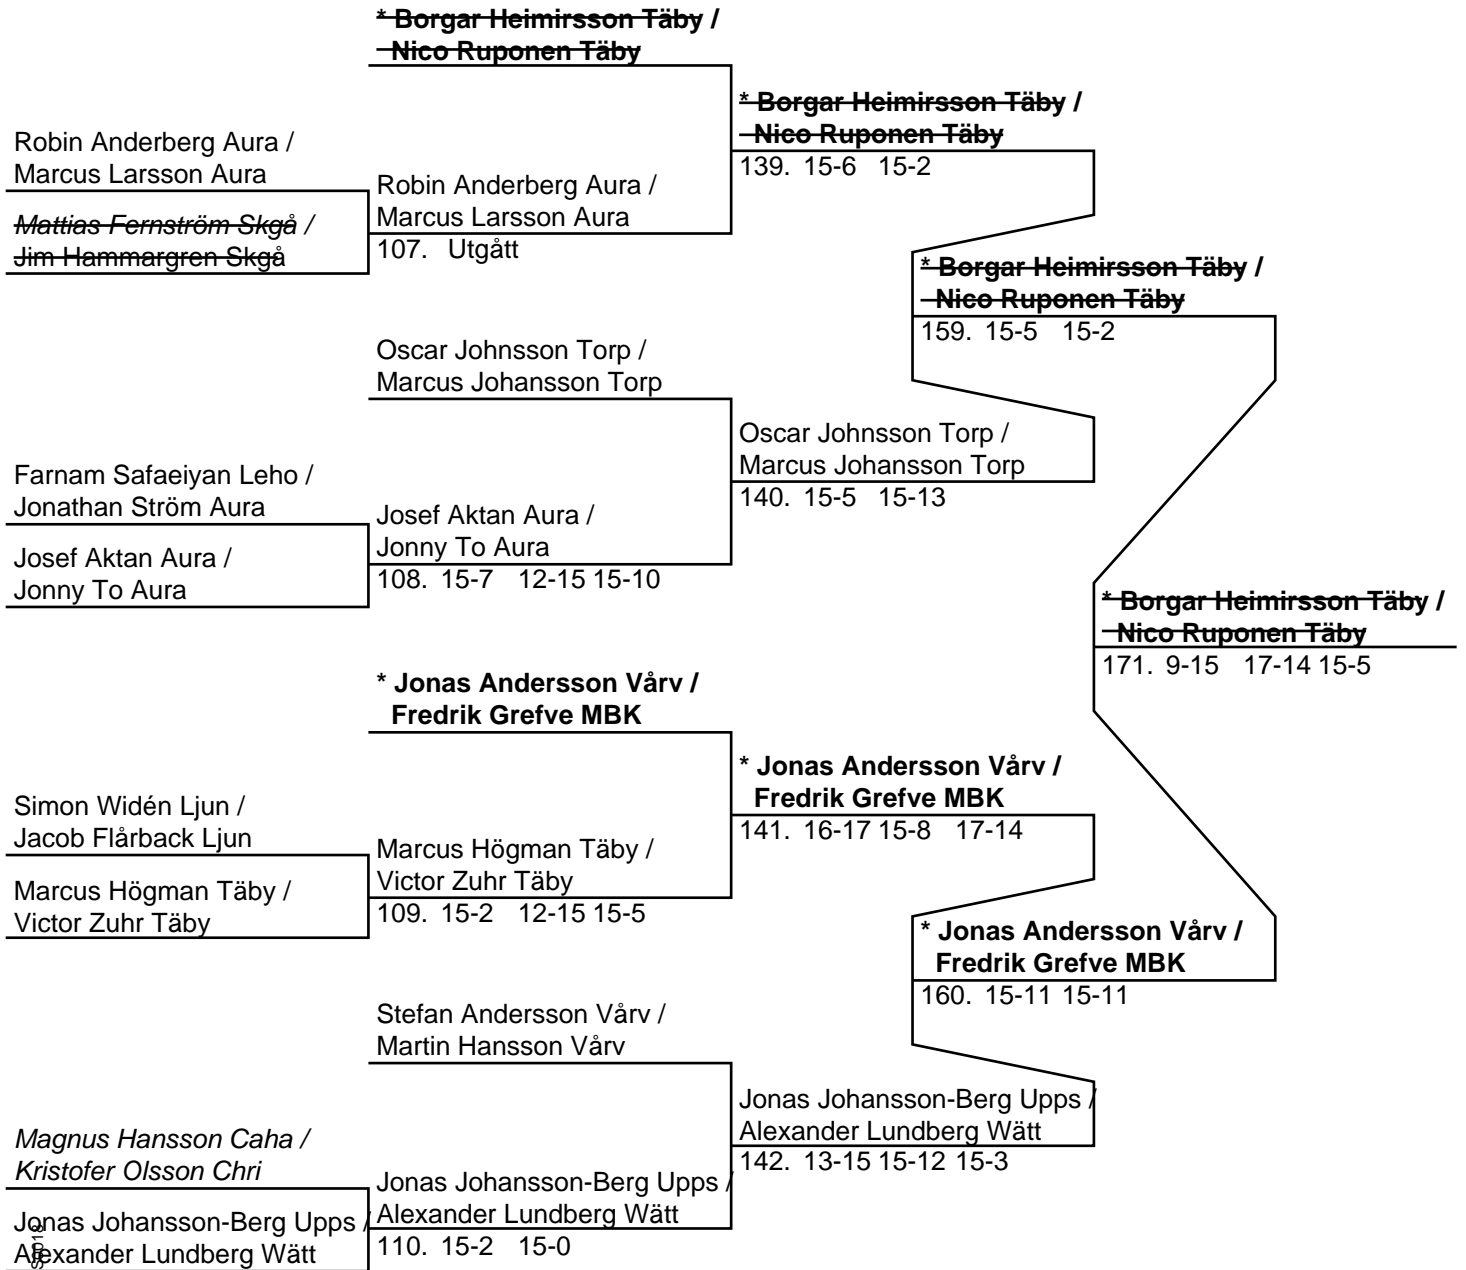 * Borgar Heimirsson Täby /
Nico Ruponen Täby
* Borgar Heimirsson Täby /
Nico Ruponen Täby
139. 15-6 15-2
Robin Anderberg Aura /
Marcus Larsson Aura
Robin Anderberg Aura /
Marcus Larsson Aura
107. Utgått
Mattias Fernström Skgå /
Jim Hammargren Skgå
* Borgar Heimirsson Täby /
Nico Ruponen Täby
159. 15-5 15-2
Oscar Johnsson Torp /
Marcus Johansson Torp
Oscar Johnsson Torp /
Marcus Johansson Torp
140. 15-5 15-13
Farnam Safaeiyan Leho /
Jonathan Ström Aura
Josef Aktan Aura /
Jonny To Aura
108. 15-7 12-15 15-10
Josef Aktan Aura /
Jonny To Aura
* Borgar Heimirsson Täby /
Nico Ruponen Täby
171. 9-15 17-14 15-5
* Jonas Andersson Vårv /
Fredrik Grefve MBK
* Jonas Andersson Vårv /
Fredrik Grefve MBK
141. 16-17 15-8 17-14
Simon Widén Ljun /
Jacob Flårback Ljun
Marcus Högman Täby /
Victor Zuhr Täby
109. 15-2 12-15 15-5
Marcus Högman Täby /
Victor Zuhr Täby
* Jonas Andersson Vårv /
Fredrik Grefve MBK
160. 15-11 15-11
Stefan Andersson Vårv /
Martin Hansson Vårv
Jonas Johansson-Berg Upps /
Alexander Lundberg Wätt
142. 13-15 15-12 15-3
Magnus Hansson Caha /
Kristofer Olsson Chri
Jonas Johansson-Berg Upps /
Alexander Lundberg Wätt
110. 15-2 15-0
Jonas Johansson-Berg Upps /
Alexander Lundberg Wätt